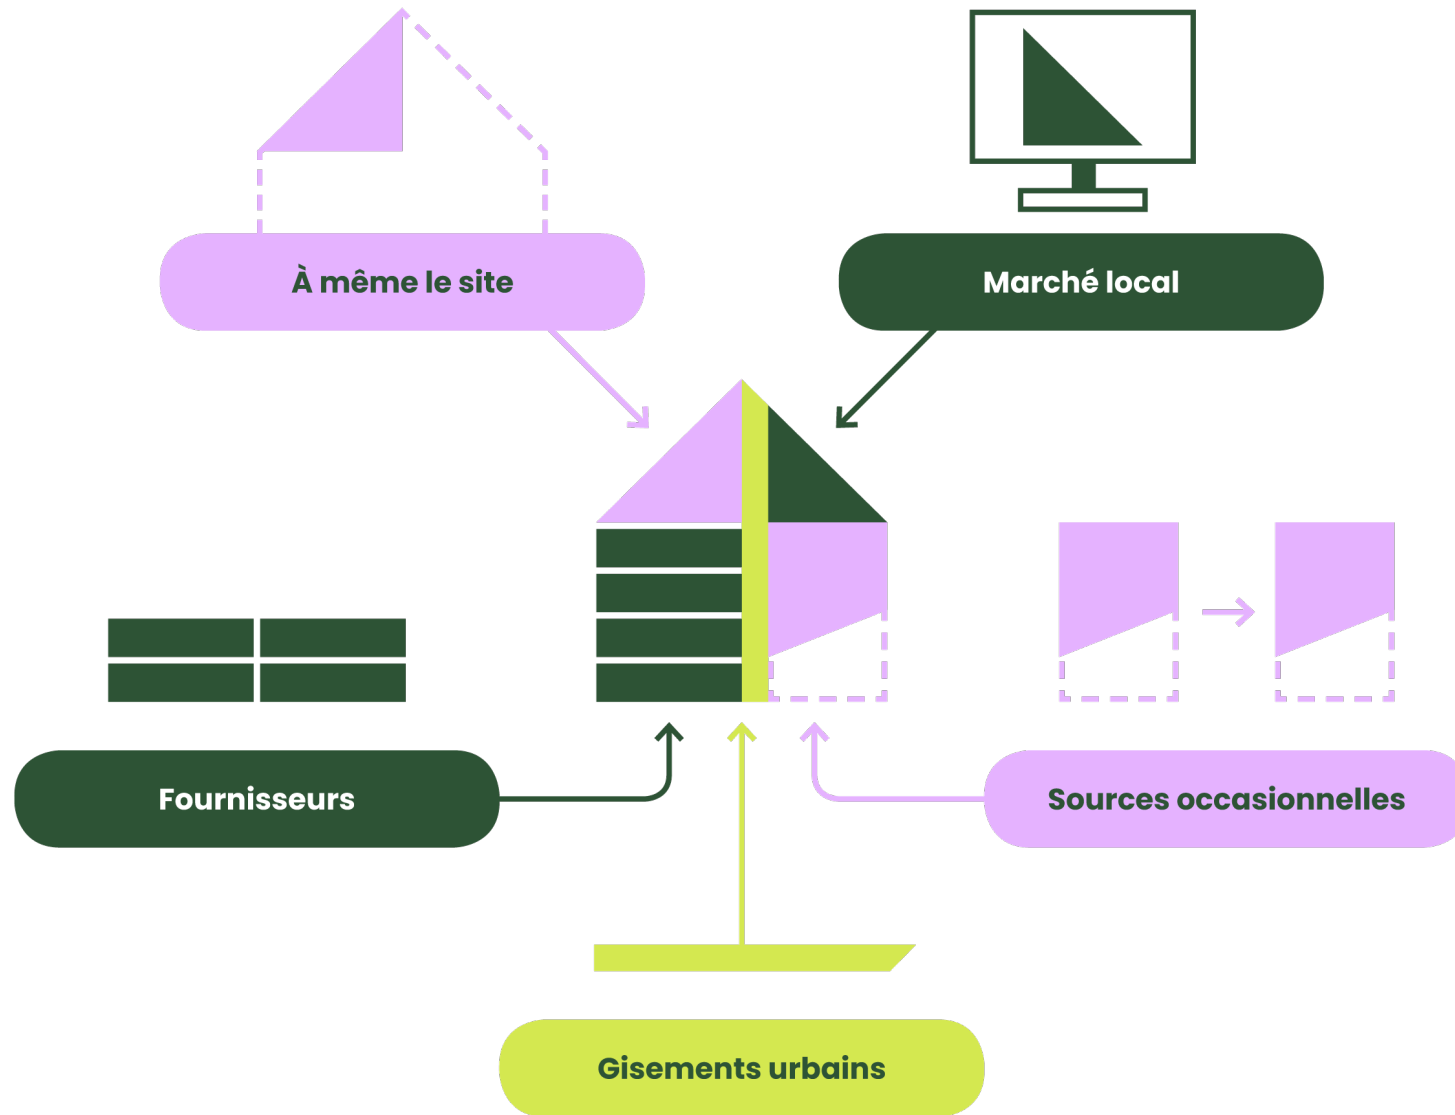 À même le site
Marché local
Fournisseurs
Sources occasionnelles
Gisements urbains